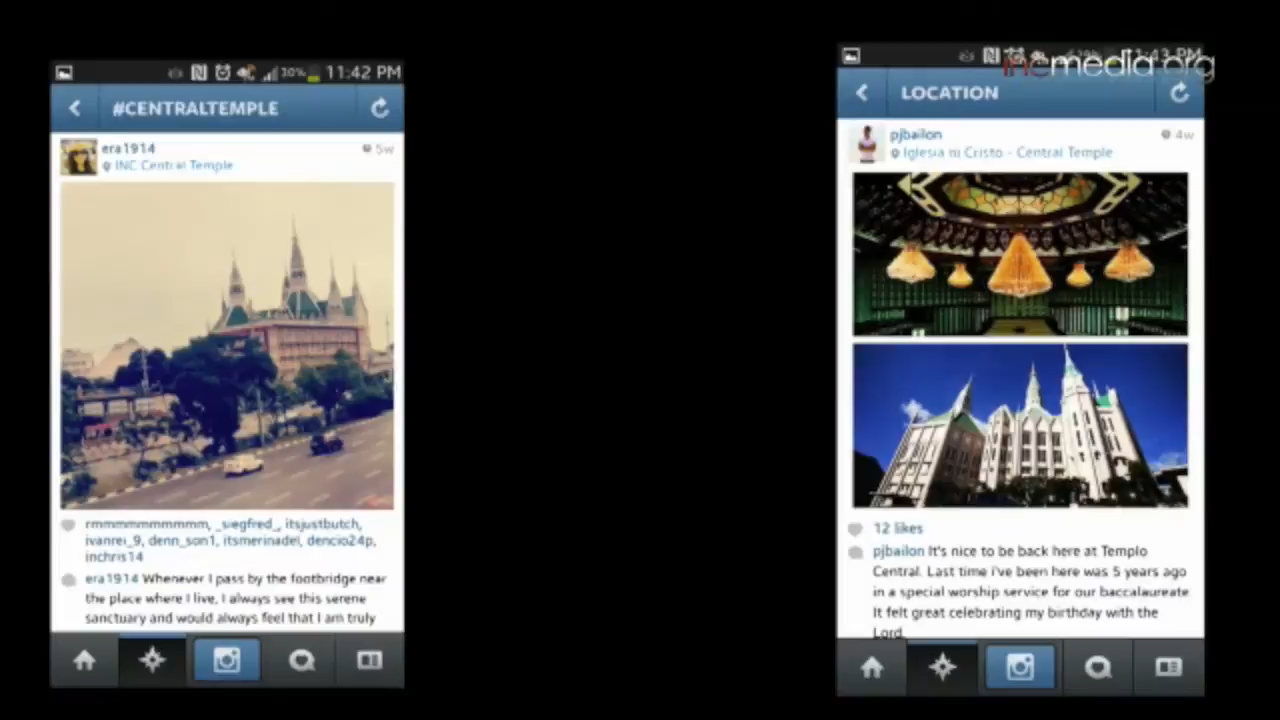 30% 11:42 PM
#CENTRALTEMPLE
era1914
5w
INC Central Temple
rmmmmmmmmmm, _siegfred_, itsjustbutch,
ivanrei_9, denn_son1, itsmerinadel, dencio24p,
inchris14
era1914 Whenever I pass by the footbridge near
the place where I live, I always see this serene
sanctuary and would always feel that I am truly
11:43 PM
incmedia.org
LOCATION
pjbailon
4w
Iglesia ni Cristo - Central Temple
12 likes
pjbailon It's nice to be back here at Templo
Central. Last time i've been here was 5 years ago
in a special worship service for our baccalaureate
It felt great celebrating my birthday with the
Lord.